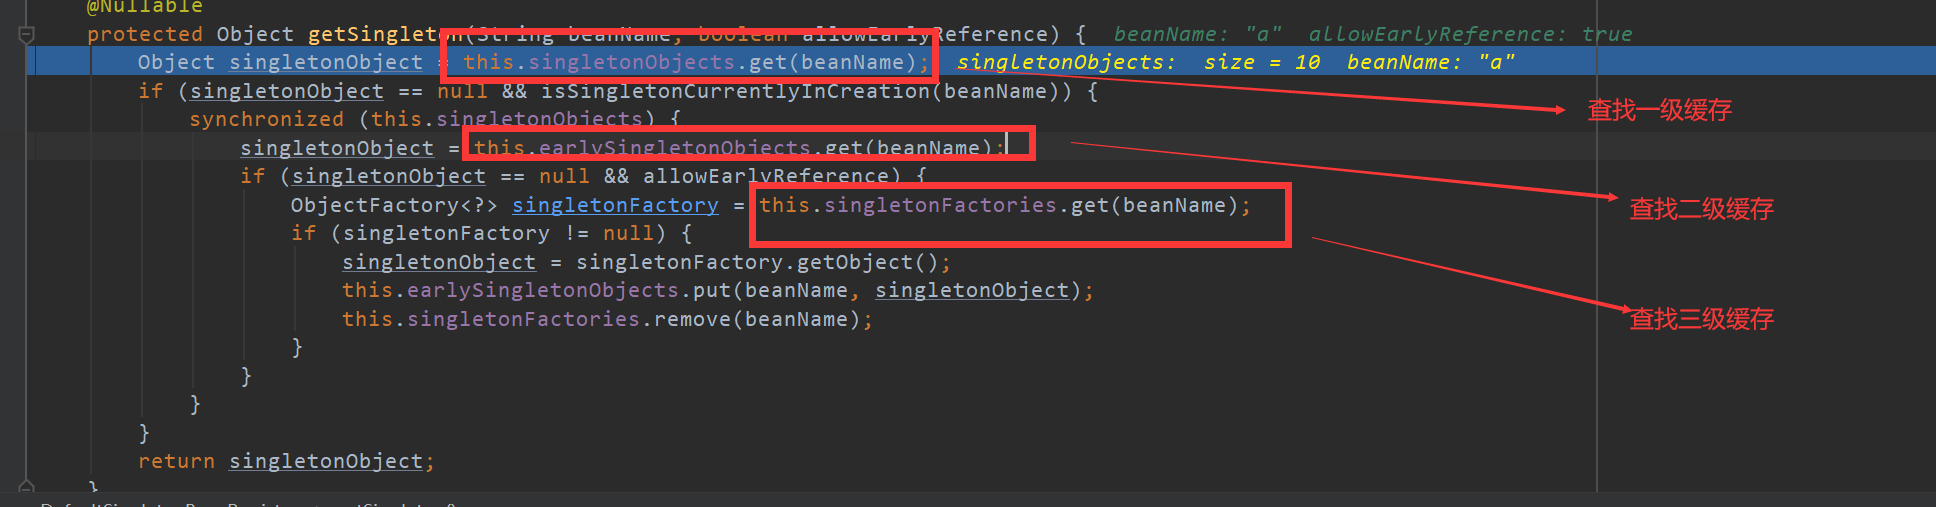 @Nullable
protected Object getSingleton(String beanName, boolean allowEarlyReference) { beanName: "a" allowEarlyReference: true
Object singletonObject = this.singletonObjects.get(beanName); singletonObjects: size = 10 beanName: "a"
if (singletonObject == null && isSingletonCurrentlyInCreation(beanName)) {
查找一级缓存
synchronized (this.singletonObjects) {
singletonObject = this.earlySingletonObjects.get(beanName);
if (singletonObject == null && allowEarlyReference) {
ObjectFactory<?> singletonFactory = this.singletonFactories.get(beanName);
查找二级缓存
if (singletonFactory != null) {
singletonObject = singletonFactory.getObject();
this.earlySingletonObjects.put(beanName, singletonObject);
this.singletonFactories.remove(beanName);
查找三级缓存
}
}
}
}
return singletonObject;
}